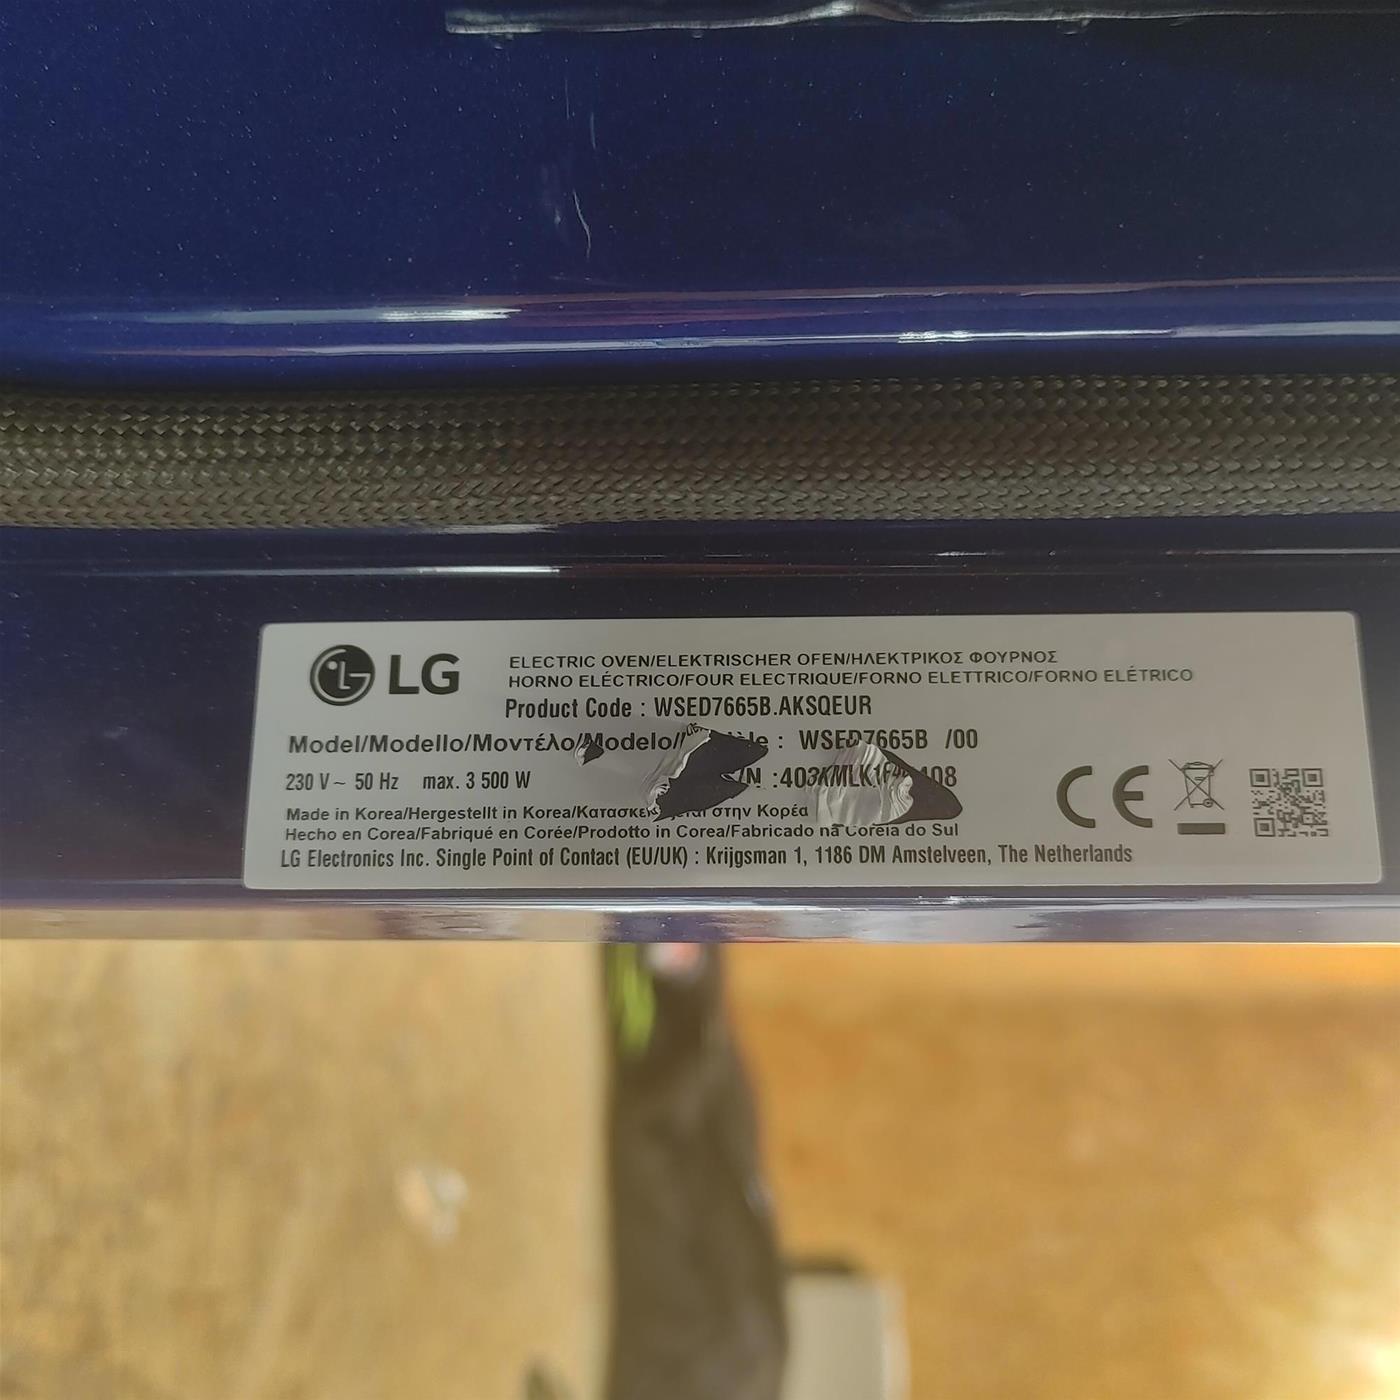 LG
ELECTRIC OVEN/ELEKTRISCHER OFEN/ΗΛΕΚΤΡΙΚΟΣ ΦΟΥΡΝΟΣ
HORNO ELÉCTRICO/FOUR ELECTRIQUE/FORNO ELETTRICO/FORNO ELÉTRICO
Product Code : WSED7665B.AKSQEUR
Model/Modello/Μοντέλο/Modelo/ : WSED7665B /00
230 V ~ 50 Hz max. 3 500 W
Made in Korea/Hergestellt in Korea/ στην Κορέα
Hecho en Corea/Fabriqué en Corée/Prodotto in Corea/Fabricado na Coréia do Sul
LG Electronics Inc. Single Point of Contact (EU/UK) : Krijgsman 1, 1186 DM Amstelveen, The Netherlands
CE